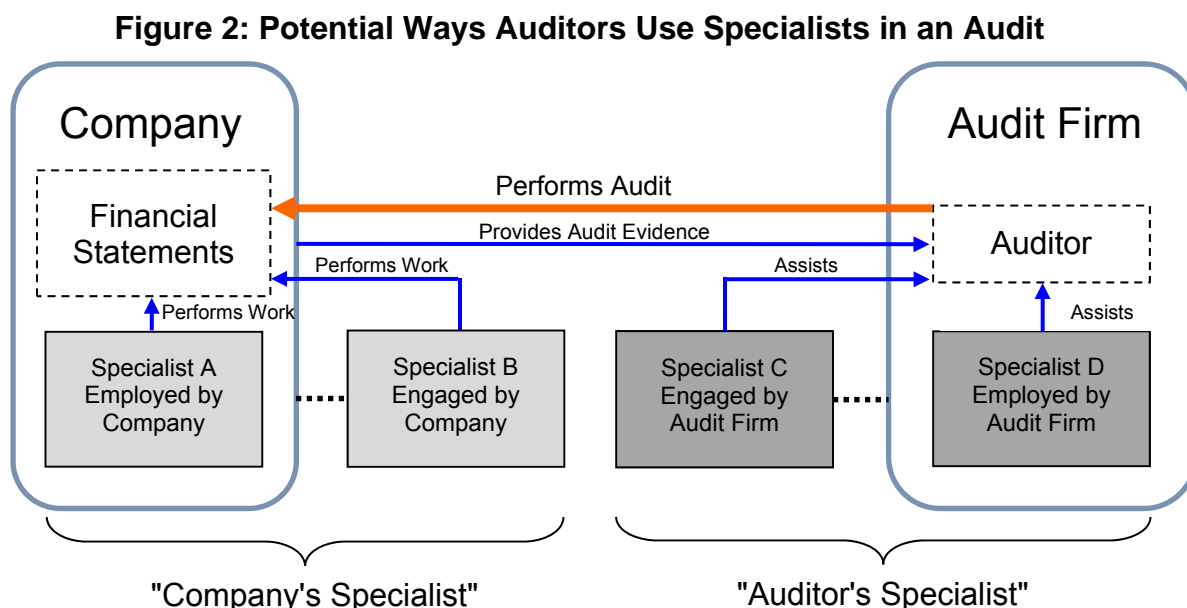 Figure 2: Potential Ways Auditors Use Specialists in an Audit
Company
Audit Firm
Performs Audit
Financial
Statements
Auditor
Provides Audit Evidence
Performs Work
Assists
Performs Work
Assists
Specialist A
Employed by
Company
Specialist B
Engaged by
Company
Specialist C
Engaged by
Audit Firm
Specialist D
Employed by
Audit Firm
"Company's Specialist"
"Auditor's Specialist"